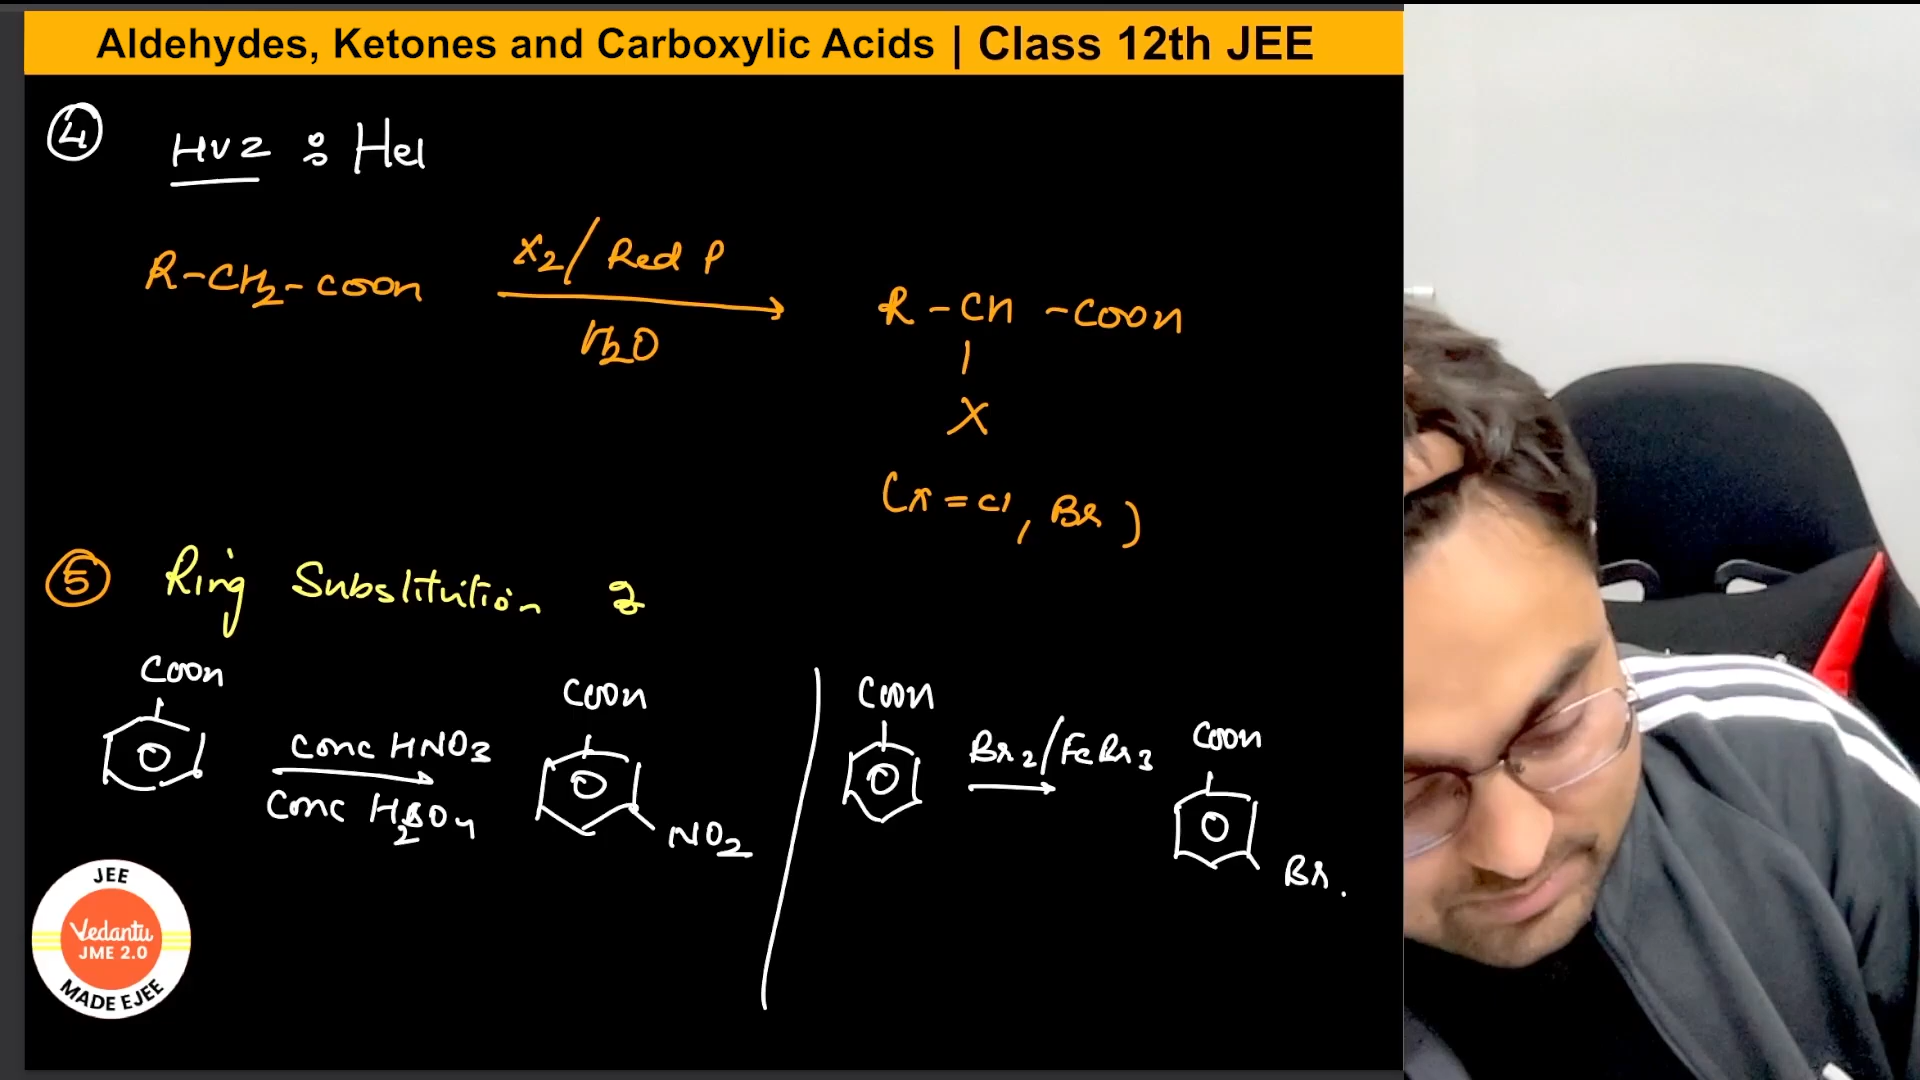 Aldehydes, Ketones and Carboxylic Acids | Class 12th JEE
4 HVZ : Hel
R-CH2-COOH X2/Red P H2O R-CH-COOH
X
(X=Cl, Br)
5 Ring Substitution :
COOH Conc HNO3 Conc H2SO4 COOH NO2
COOH Br2/FeBr3 COOH Br.
JEE
Vedantu
JME 2.0
MADE EJEE